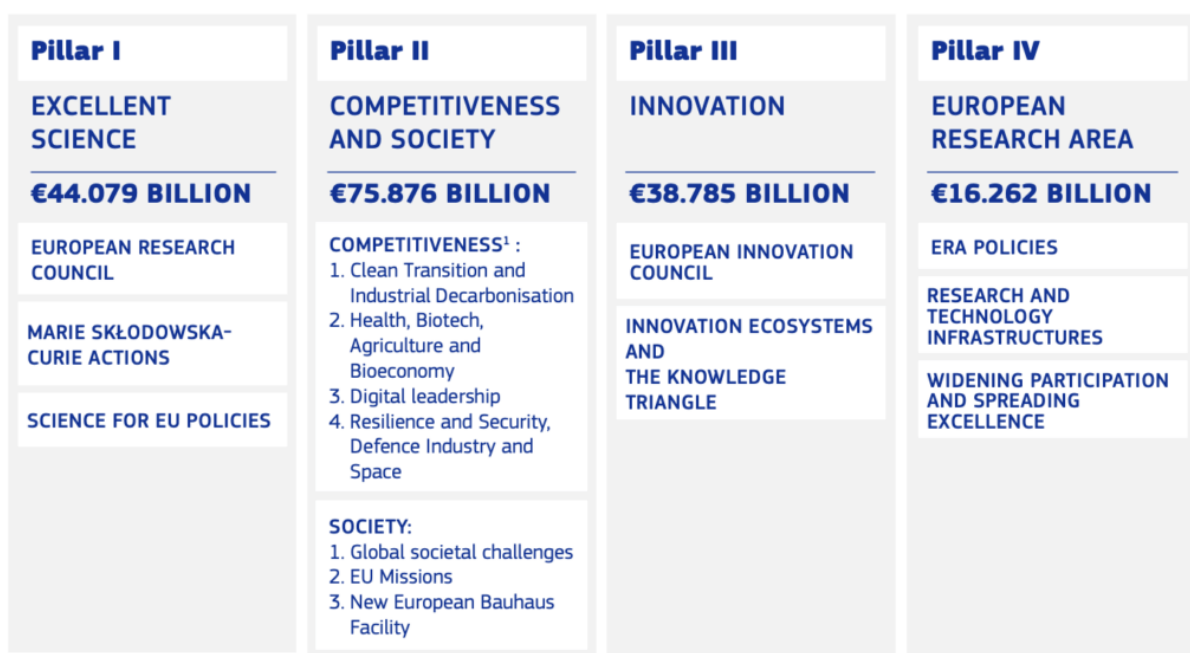 Pillar I
EXCELLENT
SCIENCE
€44.079 BILLION
EUROPEAN RESEARCH
COUNCIL
MARIE SKŁODOWSKA-
CURIE ACTIONS
SCIENCE FOR EU POLICIES
Pillar II
COMPETITIVENESS
AND SOCIETY
€75.876 BILLION
COMPETITIVENESS¹ :
1. Clean Transition and
Industrial Decarbonisation
2. Health, Biotech,
Agriculture and
Bioeconomy
3. Digital leadership
4. Resilience and Security,
Defence Industry and
Space
SOCIETY:
1. Global societal challenges
2. EU Missions
3. New European Bauhaus
Facility
Pillar III
INNOVATION
€38.785 BILLION
EUROPEAN INNOVATION
COUNCIL
INNOVATION ECOSYSTEMS
AND
THE KNOWLEDGE
TRIANGLE
Pillar IV
EUROPEAN
RESEARCH AREA
€16.262 BILLION
ERA POLICIES
RESEARCH AND
TECHNOLOGY
INFRASTRUCTURES
WIDENING PARTICIPATION
AND SPREADING
EXCELLENCE